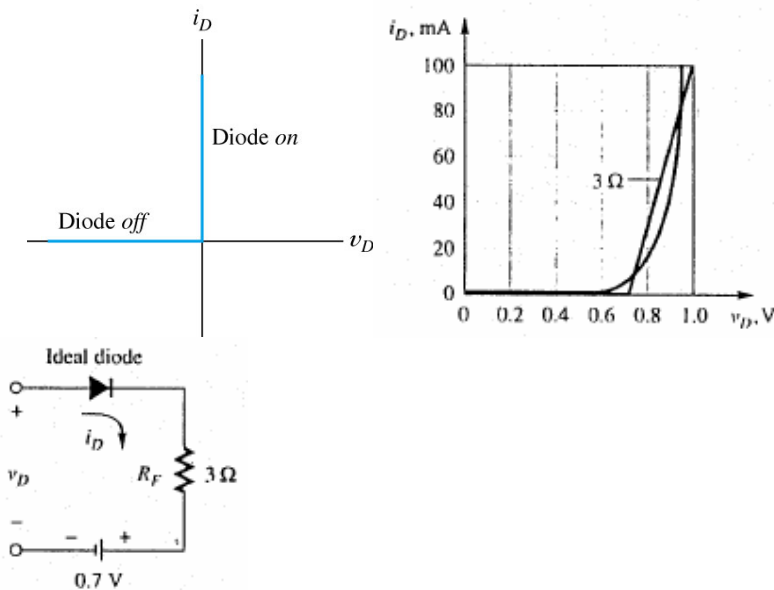 i_D
Diode on
Diode off
v_D
i_D, mA
100
80
60
40
20
0
3 Ω
0 0.2 0.4 0.6 0.8 1.0 v_D, V
Ideal diode
+
i_D
v_D
R_F 3 Ω
−
− +
0.7 V